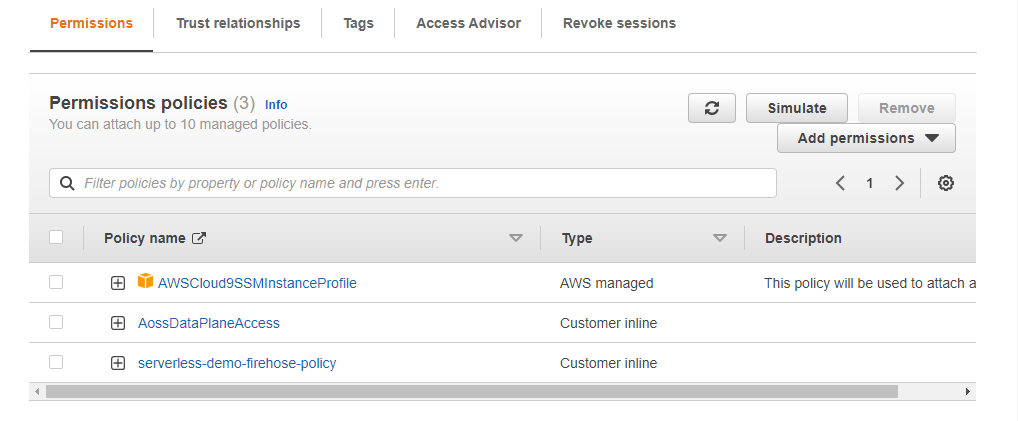 Permissions Trust relationships Tags Access Advisor Revoke sessions
Permissions policies (3) Info
You can attach up to 10 managed policies.
Simulate Remove
Add permissions
Filter policies by property or policy name and press enter.
1
Policy name Type Description
AWSCloud9SSMInstanceProfile AWS managed This policy will be used to attach a
AossDataPlaneAccess Customer inline
serverless-demo-firehose-policy Customer inline